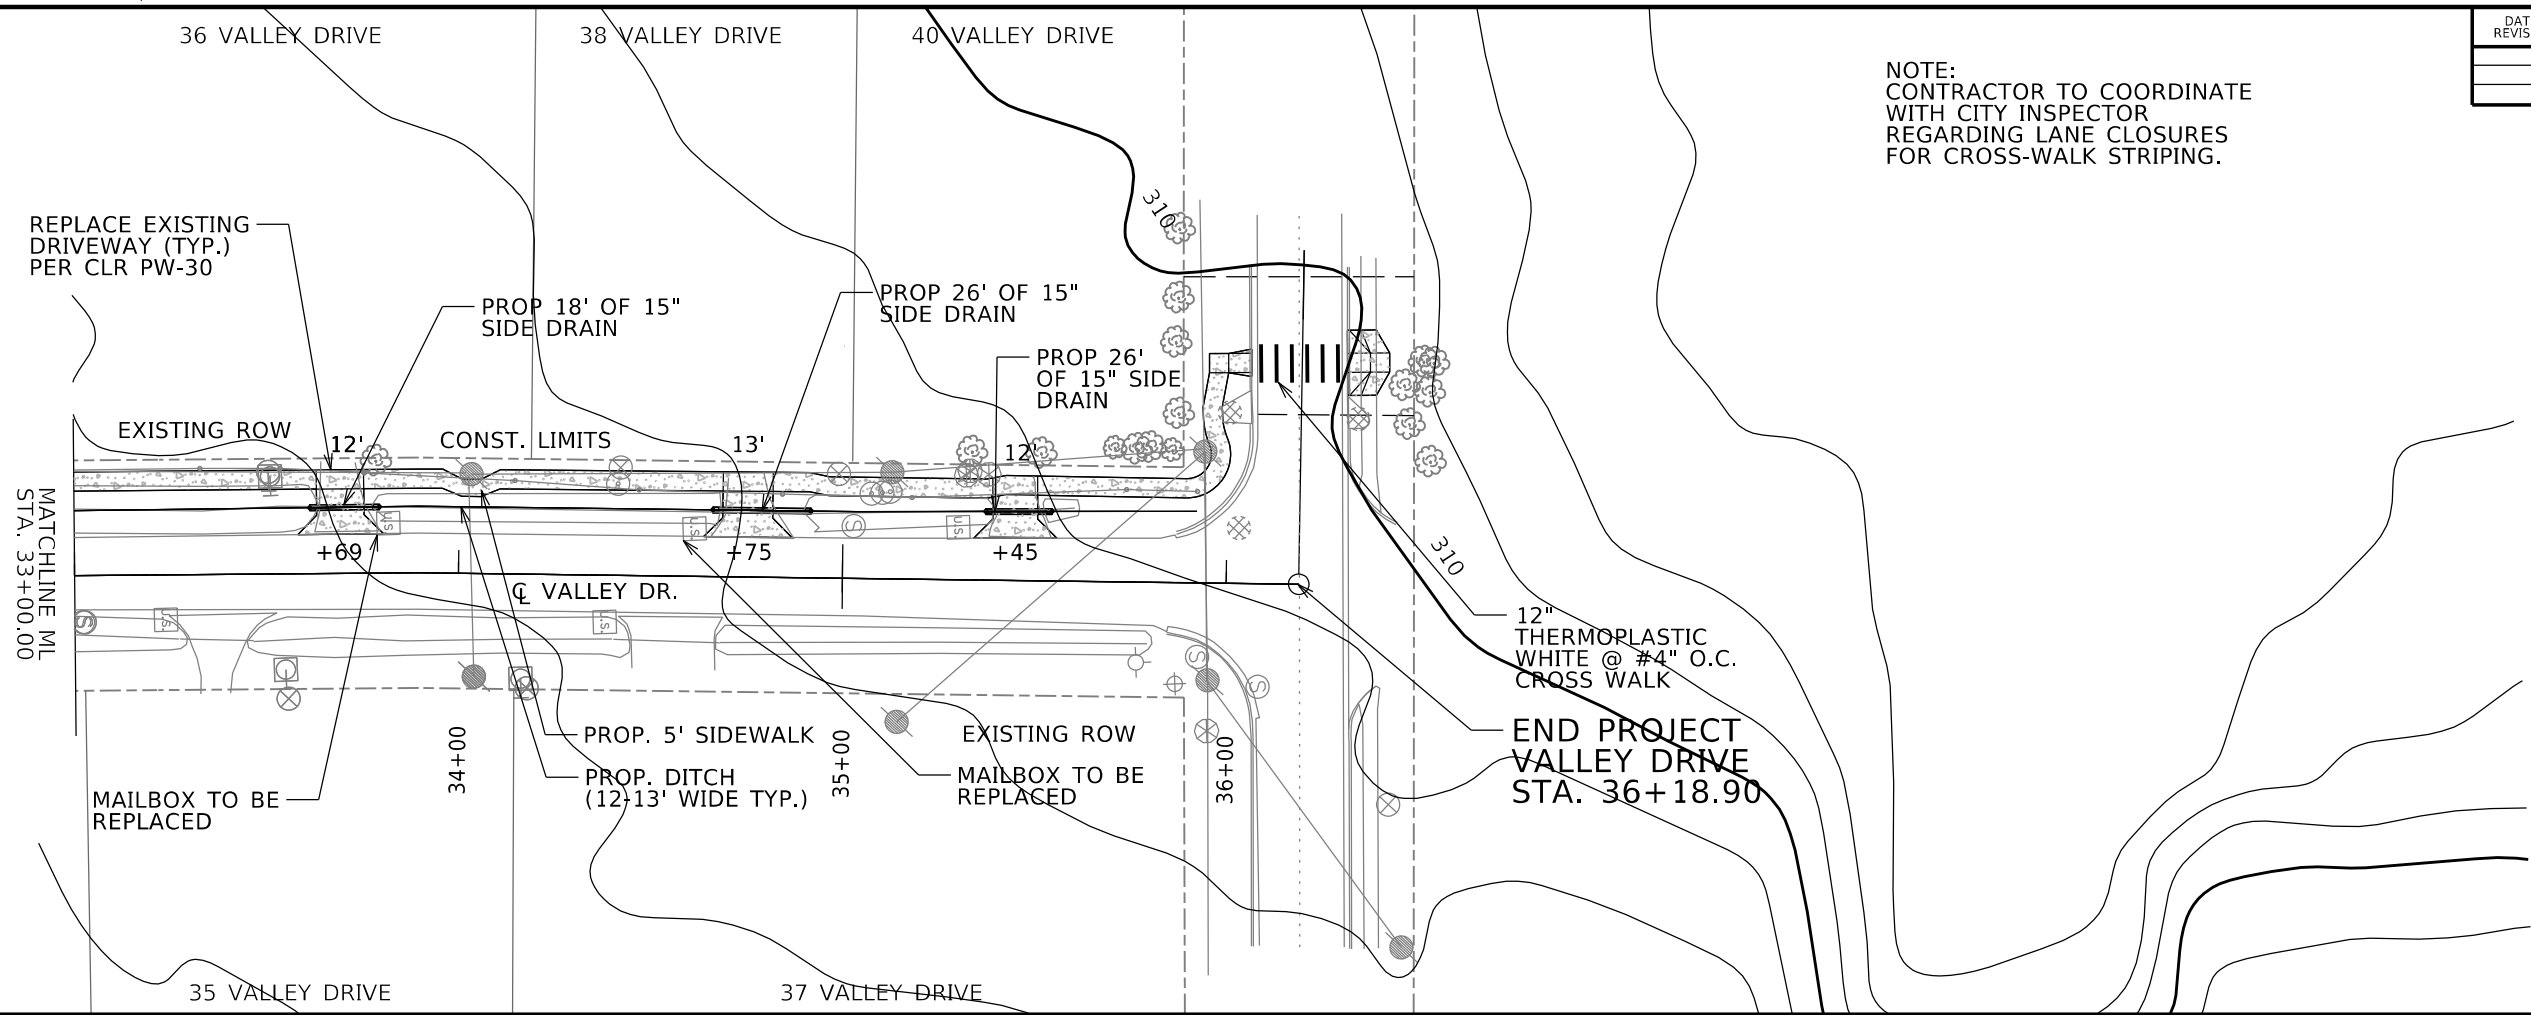 36 VALLEY DRIVE
38 VALLEY DRIVE
40 VALLEY DRIVE
DAT
REVIS
NOTE:
CONTRACTOR TO COORDINATE
WITH CITY INSPECTOR
REGARDING LANE CLOSURES
FOR CROSS-WALK STRIPING.
310
REPLACE EXISTING
DRIVEWAY (TYP.)
PER CLR PW-30
PROP 18' OF 15"
SIDE DRAIN
PROP 26' OF 15"
SIDE DRAIN
PROP 26'
OF 15" SIDE
DRAIN
EXISTING ROW
12'
CONST. LIMITS
13'
12'
MATCHLINE ML
STA. 33+00.00
U.S.
U.S.
U.S.
S
+69
+75
+45
310
℄ VALLEY DR.
S
U.S.
U.S.
S
S
12"
THERMOPLASTIC
WHITE @ #4" O.C.
CROSS WALK
34+00
PROP. 5' SIDEWALK
35+00
EXISTING ROW
36+00
END PROJECT
VALLEY DRIVE
STA. 36+18.90
PROP. DITCH
(12-13' WIDE TYP.)
MAILBOX TO BE
REPLACED
MAILBOX TO BE
REPLACED
35 VALLEY DRIVE
37 VALLEY DRIVE